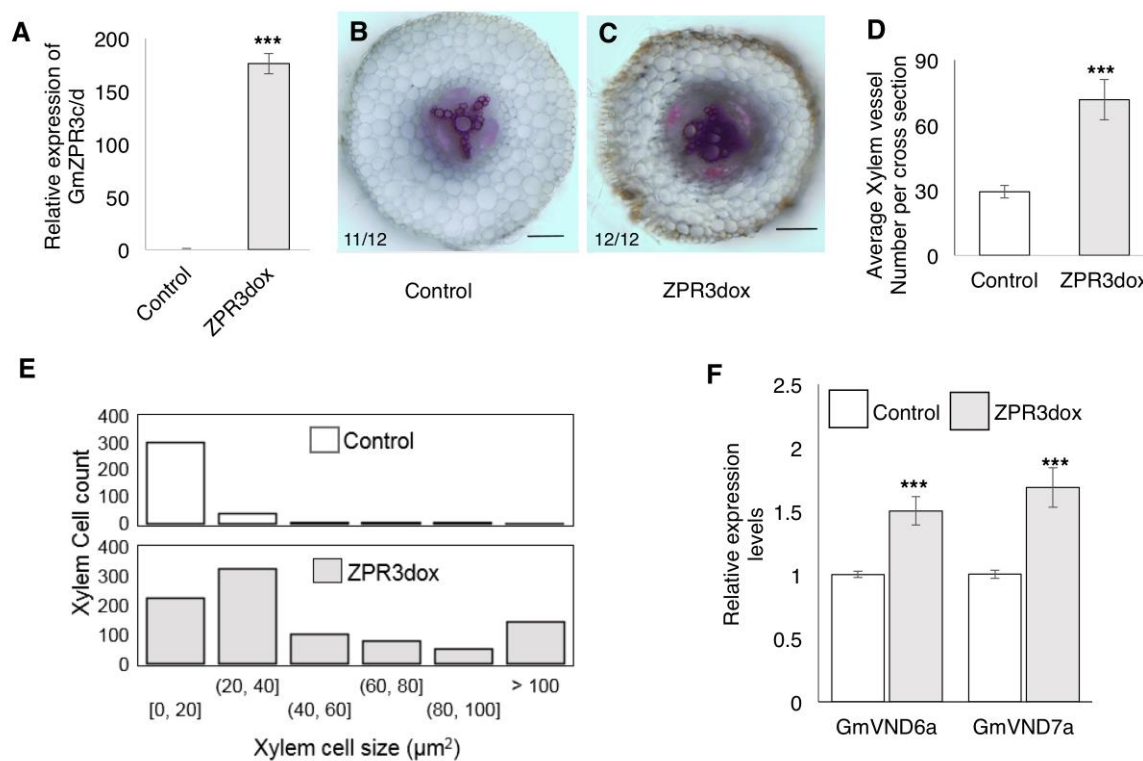 A
Relative expression of
GmZPR3c/d
200
150
100
50
0
***
Control
ZPR3dox
B
11/12
Control
C
12/12
ZPR3dox
D
Average Xylem vessel
Number per cross section
90
60
30
0
***
Control
ZPR3dox
E
Xylem Cell count
400
300
200
100
0
Control
400
300
200
100
0
ZPR3dox
[0, 20]
(20, 40]
(40, 60]
(60, 80]
(80, 100]
> 100
Xylem cell size (µm²)
F
Relative expression
levels
2.5
2
1.5
1
0.5
0
Control
ZPR3dox
***
***
GmVND6a
GmVND7a